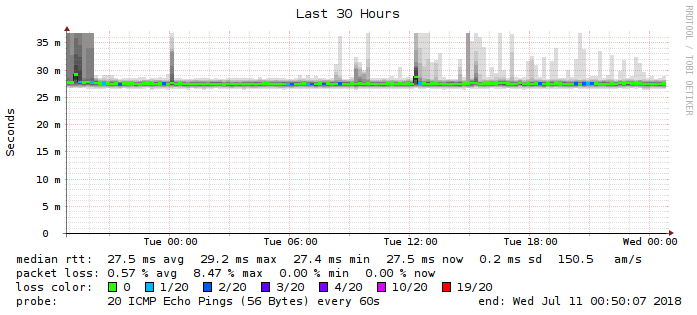 Last 30 Hours
RRDTOOL / TOBI OETIKER
Seconds
35 m
30 m
25 m
20 m
15 m
10 m
5 m
0
Tue 00:00 Tue 06:00 Tue 12:00 Tue 18:00 Wed 00:00
median rtt: 27.5 ms avg 29.2 ms max 27.4 ms min 27.5 ms now 0.2 ms sd 150.5 am/s
packet loss: 0.57 % avg 8.47 % max 0.00 % min 0.00 % now
loss color: 0 1/20 2/20 3/20 4/20 10/20 19/20
probe: 20 ICMP Echo Pings (56 Bytes) every 60s end: Wed Jul 11 00:50:07 2018